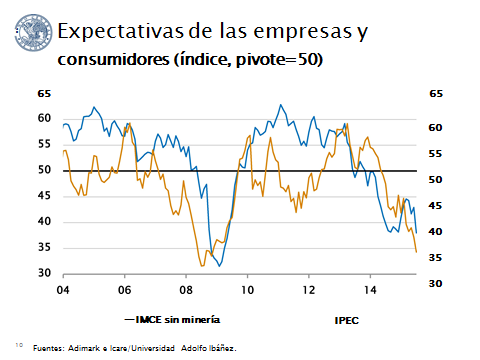 Expectativas de las empresas y
consumidores (índice, pivote=50)
65 65
60 60
55 55
50 50
45 45
40 40
35 35
30 30
04 06 08 10 12 14
IMCE sin minería IPEC
10 Fuentes: Adimark e Icare/Universidad Adolfo Ibáñez.